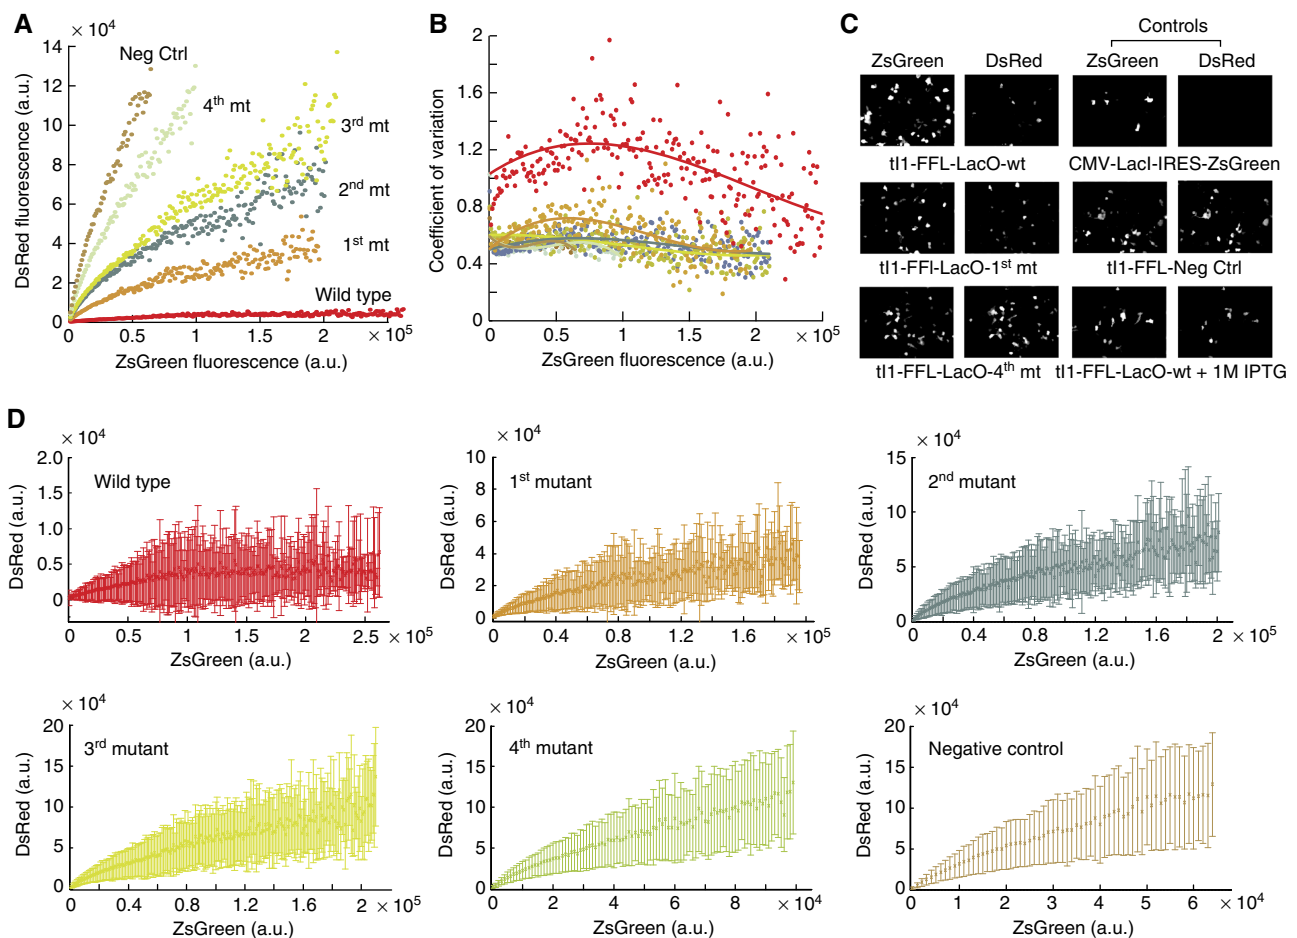 A
× 10⁴
DsRed fluorescence (a.u.)
14
12
10
8
6
4
2
0
Neg Ctrl
4th mt
3rd mt
2nd mt
1st mt
Wild type
0 0.5 1 1.5 2 × 10⁵
ZsGreen fluorescence (a.u.)
B
Coefficient of variation
2
1.6
1.2
0.8
0.4
0
0 0.5 1 1.5 2 × 10⁵
ZsGreen fluorescence (a.u.)
C
Controls
ZsGreen DsRed ZsGreen DsRed
tI1-FFL-LacO-wt CMV-LacI-IRES-ZsGreen
tI1-FFl-LacO-1st mt tI1-FFL-Neg Ctrl
tI1-FFL-LacO-4th mt tI1-FFL-LacO-wt + 1M IPTG
D
× 10⁴
Wild type
DsRed (a.u.)
2.0
1.5
1.0
0.5
0
0 0.5 1 1.5 2 2.5 × 10⁵
ZsGreen (a.u.)
× 10⁴
1st mutant
DsRed (a.u.)
10
8
6
4
2
0
0 0.4 0.8 1.2 1.6 × 10⁵
ZsGreen (a.u.)
× 10⁴
2nd mutant
DsRed (a.u.)
15
10
5
0
0 0.4 0.8 1.2 1.6 2 × 10⁵
ZsGreen (a.u.)
× 10⁴
3rd mutant
DsRed (a.u.)
20
15
10
5
0
0 0.4 0.8 1.2 1.6 2 × 10⁵
ZsGreen (a.u.)
× 10⁴
4th mutant
DsRed (a.u.)
20
15
10
5
0
0 2 4 6 8 × 10⁴
ZsGreen (a.u.)
× 10⁴
Negative control
DsRed (a.u.)
20
15
10
5
0
0 1 2 3 4 5 6 × 10⁴
ZsGreen (a.u.)